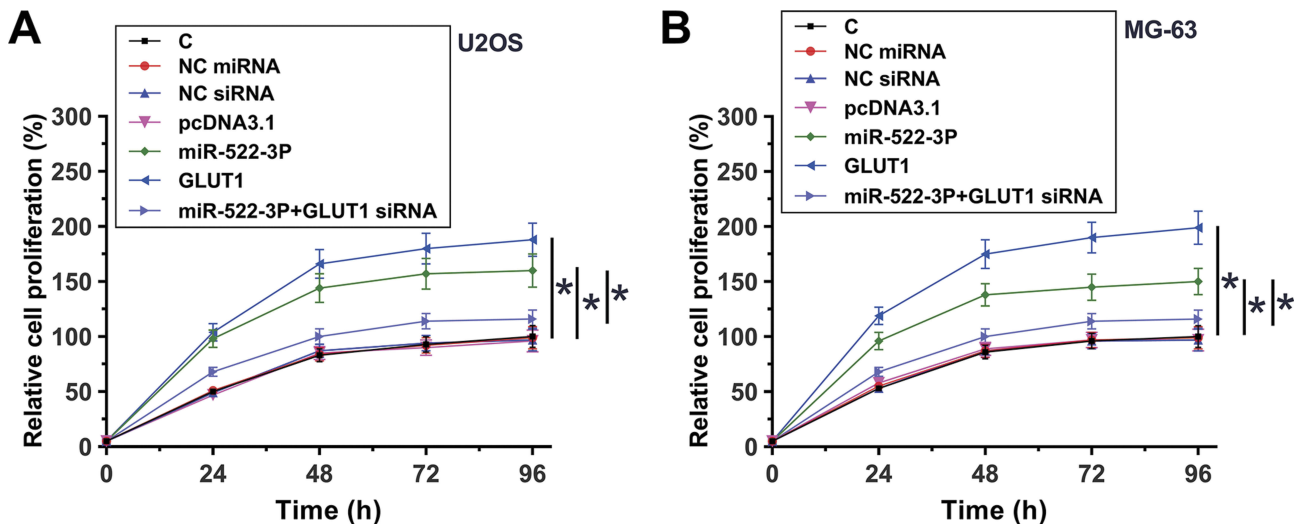 A
C
NC miRNA
NC siRNA
pcDNA3.1
miR-522-3P
GLUT1
miR-522-3P+GLUT1 siRNA
U2OS
Relative cell proliferation (%)
300
250
200
150
100
50
0
0 24 48 72 96
Time (h)
* * *
B
C
NC miRNA
NC siRNA
pcDNA3.1
miR-522-3P
GLUT1
miR-522-3P+GLUT1 siRNA
MG-63
Relative cell proliferation (%)
300
250
200
150
100
50
0
0 24 48 72 96
Time (h)
* * *